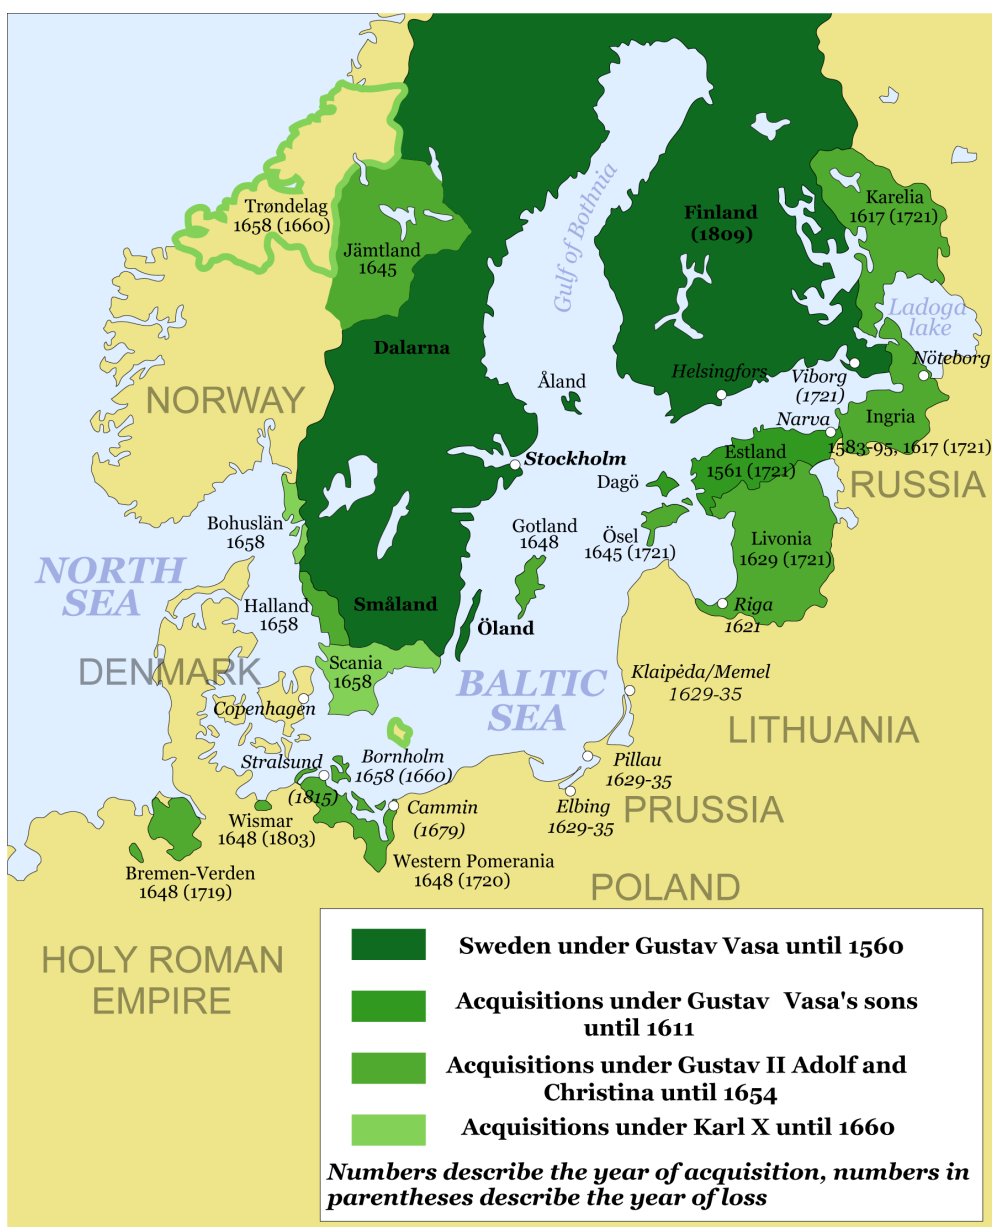 Trøndelag
1658 (1660)
Jämtland
1645
Gulf of Bothnia
Finland
(1809)
Karelia
1617 (1721)
Ladoga
lake
Dalarna
NORWAY
Åland
Helsingfors
Viborg
(1721)
Nöteborg
Narva
Ingria
1583-95, 1617 (1721)
Stockholm
Estland
1561 (1721)
Dagö
RUSSIA
Bohuslän
1658
Gotland
1648
Ösel
1645 (1721)
Livonia
1629 (1721)
NORTH
SEA
Halland
1658
Småland
Öland
Riga
1621
DENMARK
Scania
1658
BALTIC
SEA
Klaipėda/Memel
1629-35
Copenhagen
LITHUANIA
Stralsund
(1815)
Bornholm
1658 (1660)
Pillau
1629-35
Elbing
1629-35
PRUSSIA
Wismar
1648 (1803)
Cammin
(1679)
Bremen-Verden
1648 (1719)
Western Pomerania
1648 (1720)
POLAND
HOLY ROMAN
EMPIRE
Sweden under Gustav Vasa until 1560
Acquisitions under Gustav Vasa's sons
until 1611
Acquisitions under Gustav II Adolf and
Christina until 1654
Acquisitions under Karl X until 1660
Numbers describe the year of acquisition, numbers in
parentheses describe the year of loss